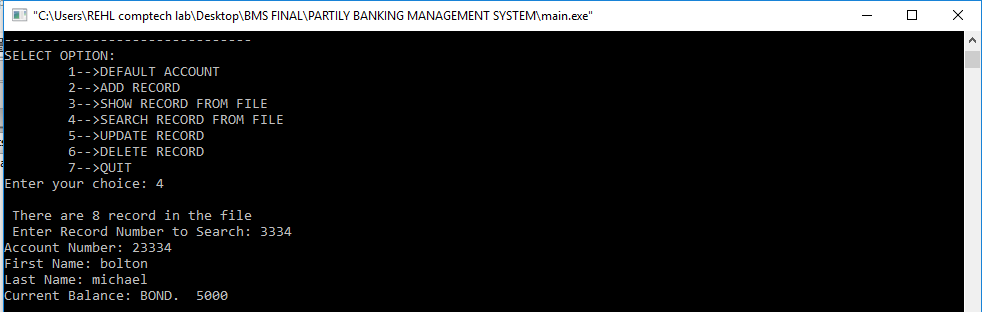 "C:\Users\REHL comptech lab\Desktop\BMS FINAL\PARTILY BANKING MANAGEMENT SYSTEM\main.exe"
-------------------------------
SELECT OPTION:
1-->DEFAULT ACCOUNT
2-->ADD RECORD
3-->SHOW RECORD FROM FILE
4-->SEARCH RECORD FROM FILE
5-->UPDATE RECORD
6-->DELETE RECORD
7-->QUIT
Enter your choice: 4
There are 8 record in the file
Enter Record Number to Search: 3334
Account Number: 23334
First Name: bolton
Last Name: michael
Current Balance: BOND.  5000